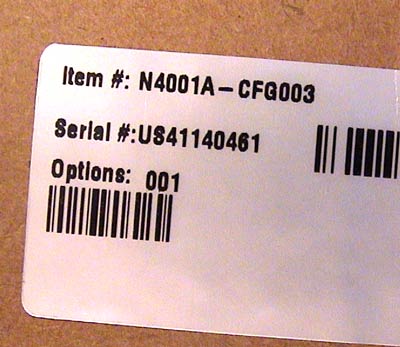 Item #: N4001A-CFG003
Serial #:US41140461
Options: 001